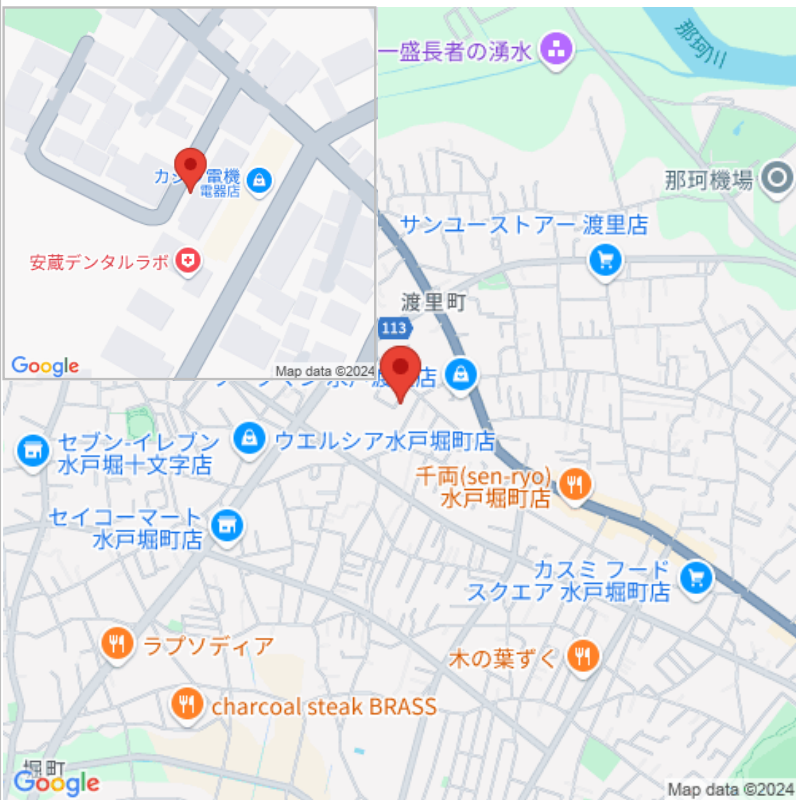 一盛長者の湧水
那珂川
那珂機場
サンユーストアー 渡里店
渡里町
113
電機
電器店
安蔵デンタルラボ
Google
Map data ©2024
セブン-イレブン
水戸堀十文字店
ウエルシア水戸堀町店
千両(sen-ryo)
水戸堀町店
セイコーマート
水戸堀町店
カスミ フード
スクエア 水戸堀町店
ラプソディア
木の葉ずく
charcoal steak BRASS
堀町
Google
Map data ©2024